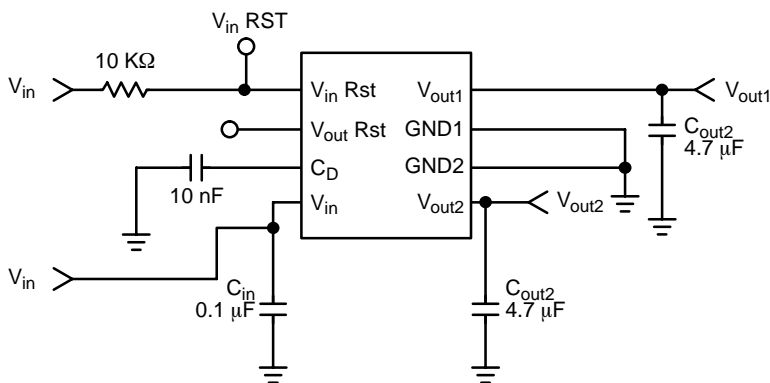 V_in RST
10 KΩ
V_in
V_in Rst
V_out1
V_out1
V_out Rst
GND1
C_out2
4.7 μF
C_D
GND2
10 nF
V_in
V_out2
V_out2
V_in
C_in
0.1 μF
C_out2
4.7 μF